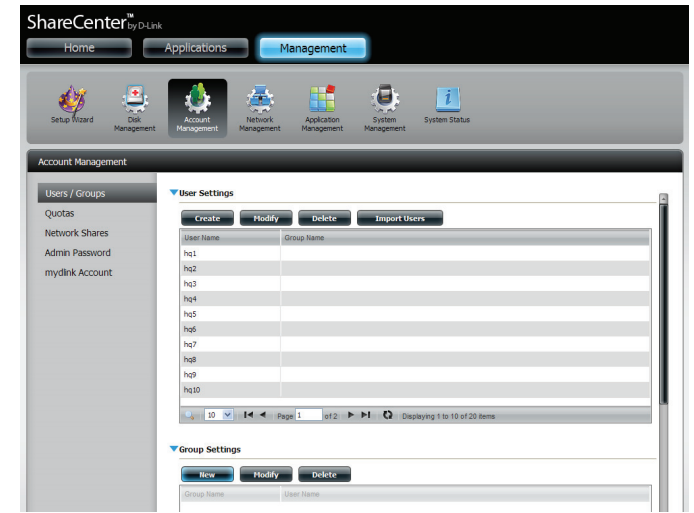 ShareCenter™ by D-Link
Home Applications Management
Setup Wizard Disk Management Account Management Network Management Application Management System Management System Status
Account Management
Users / Groups
Quotas
Network Shares
Admin Password
mydlink Account
User Settings
Create Modify Delete Import Users
User Name Group Name
hq1
hq2
hq3
hq4
hq5
hq6
hq7
hq8
hq9
hq10
10 Page 1 of 2 Displaying 1 to 10 of 20 items
Group Settings
New Modify Delete
Group Name User Name